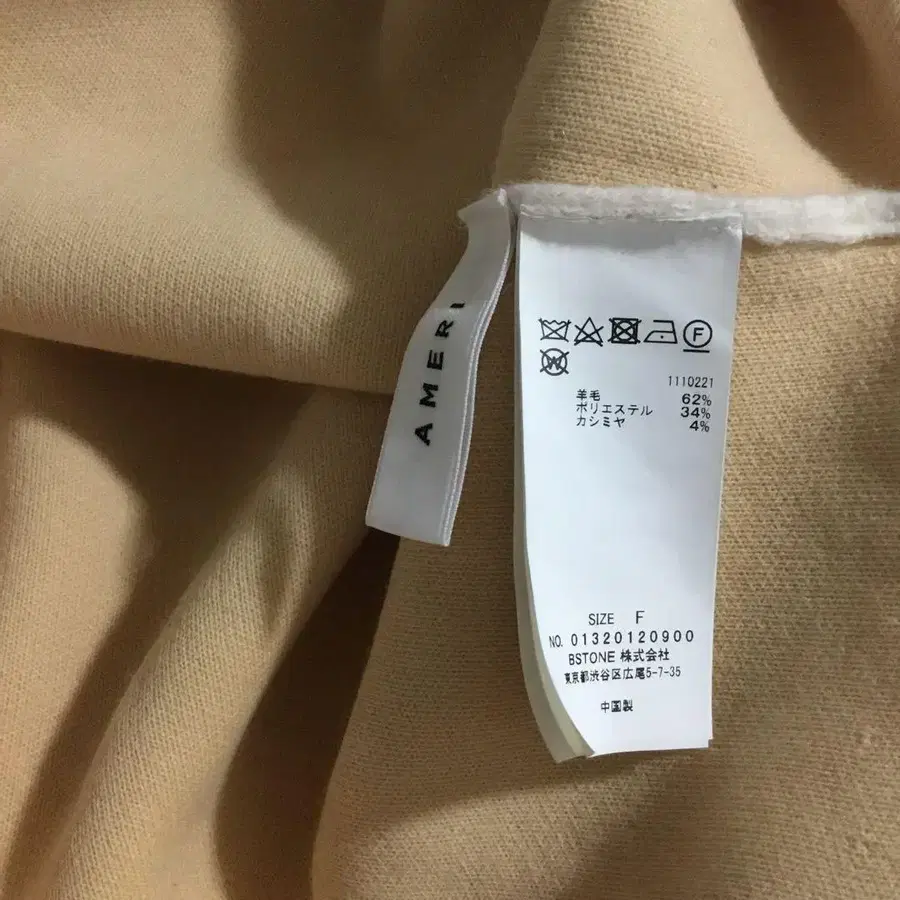 AMERI
F
W
1110221
羊毛 62%
ポリエステル 34%
カシミヤ 4%
SIZE F
NO. 01320120900
BSTONE 株式会社
東京都渋谷区広尾5-7-35
中国製